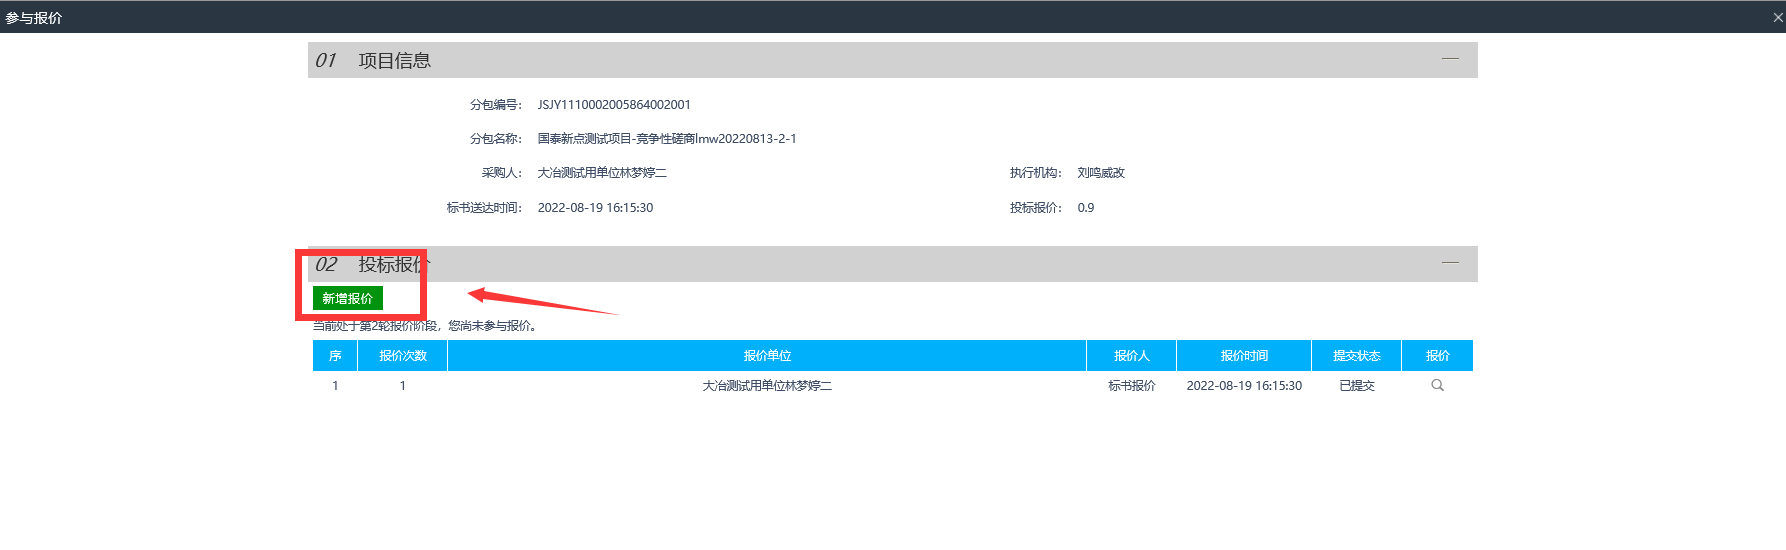 参与报价
01 项目信息
分包编号： JSJY1110002005864002001
分包名称： 国泰新点测试项目-竞争性磋商lmw20220813-2-1
采购人： 大冶测试用单位林梦婷二 执行机构： 刘鸣威改
标书送达时间： 2022-08-19 16:15:30 投标报价： 0.9
02 投标报价
新增报价
当前处于第2轮报价阶段，您尚未参与报价。
序 报价次数 报价单位 报价人 报价时间 提交状态 报价
1 1 大冶测试用单位林梦婷二 标书报价 2022-08-19 16:15:30 已提交